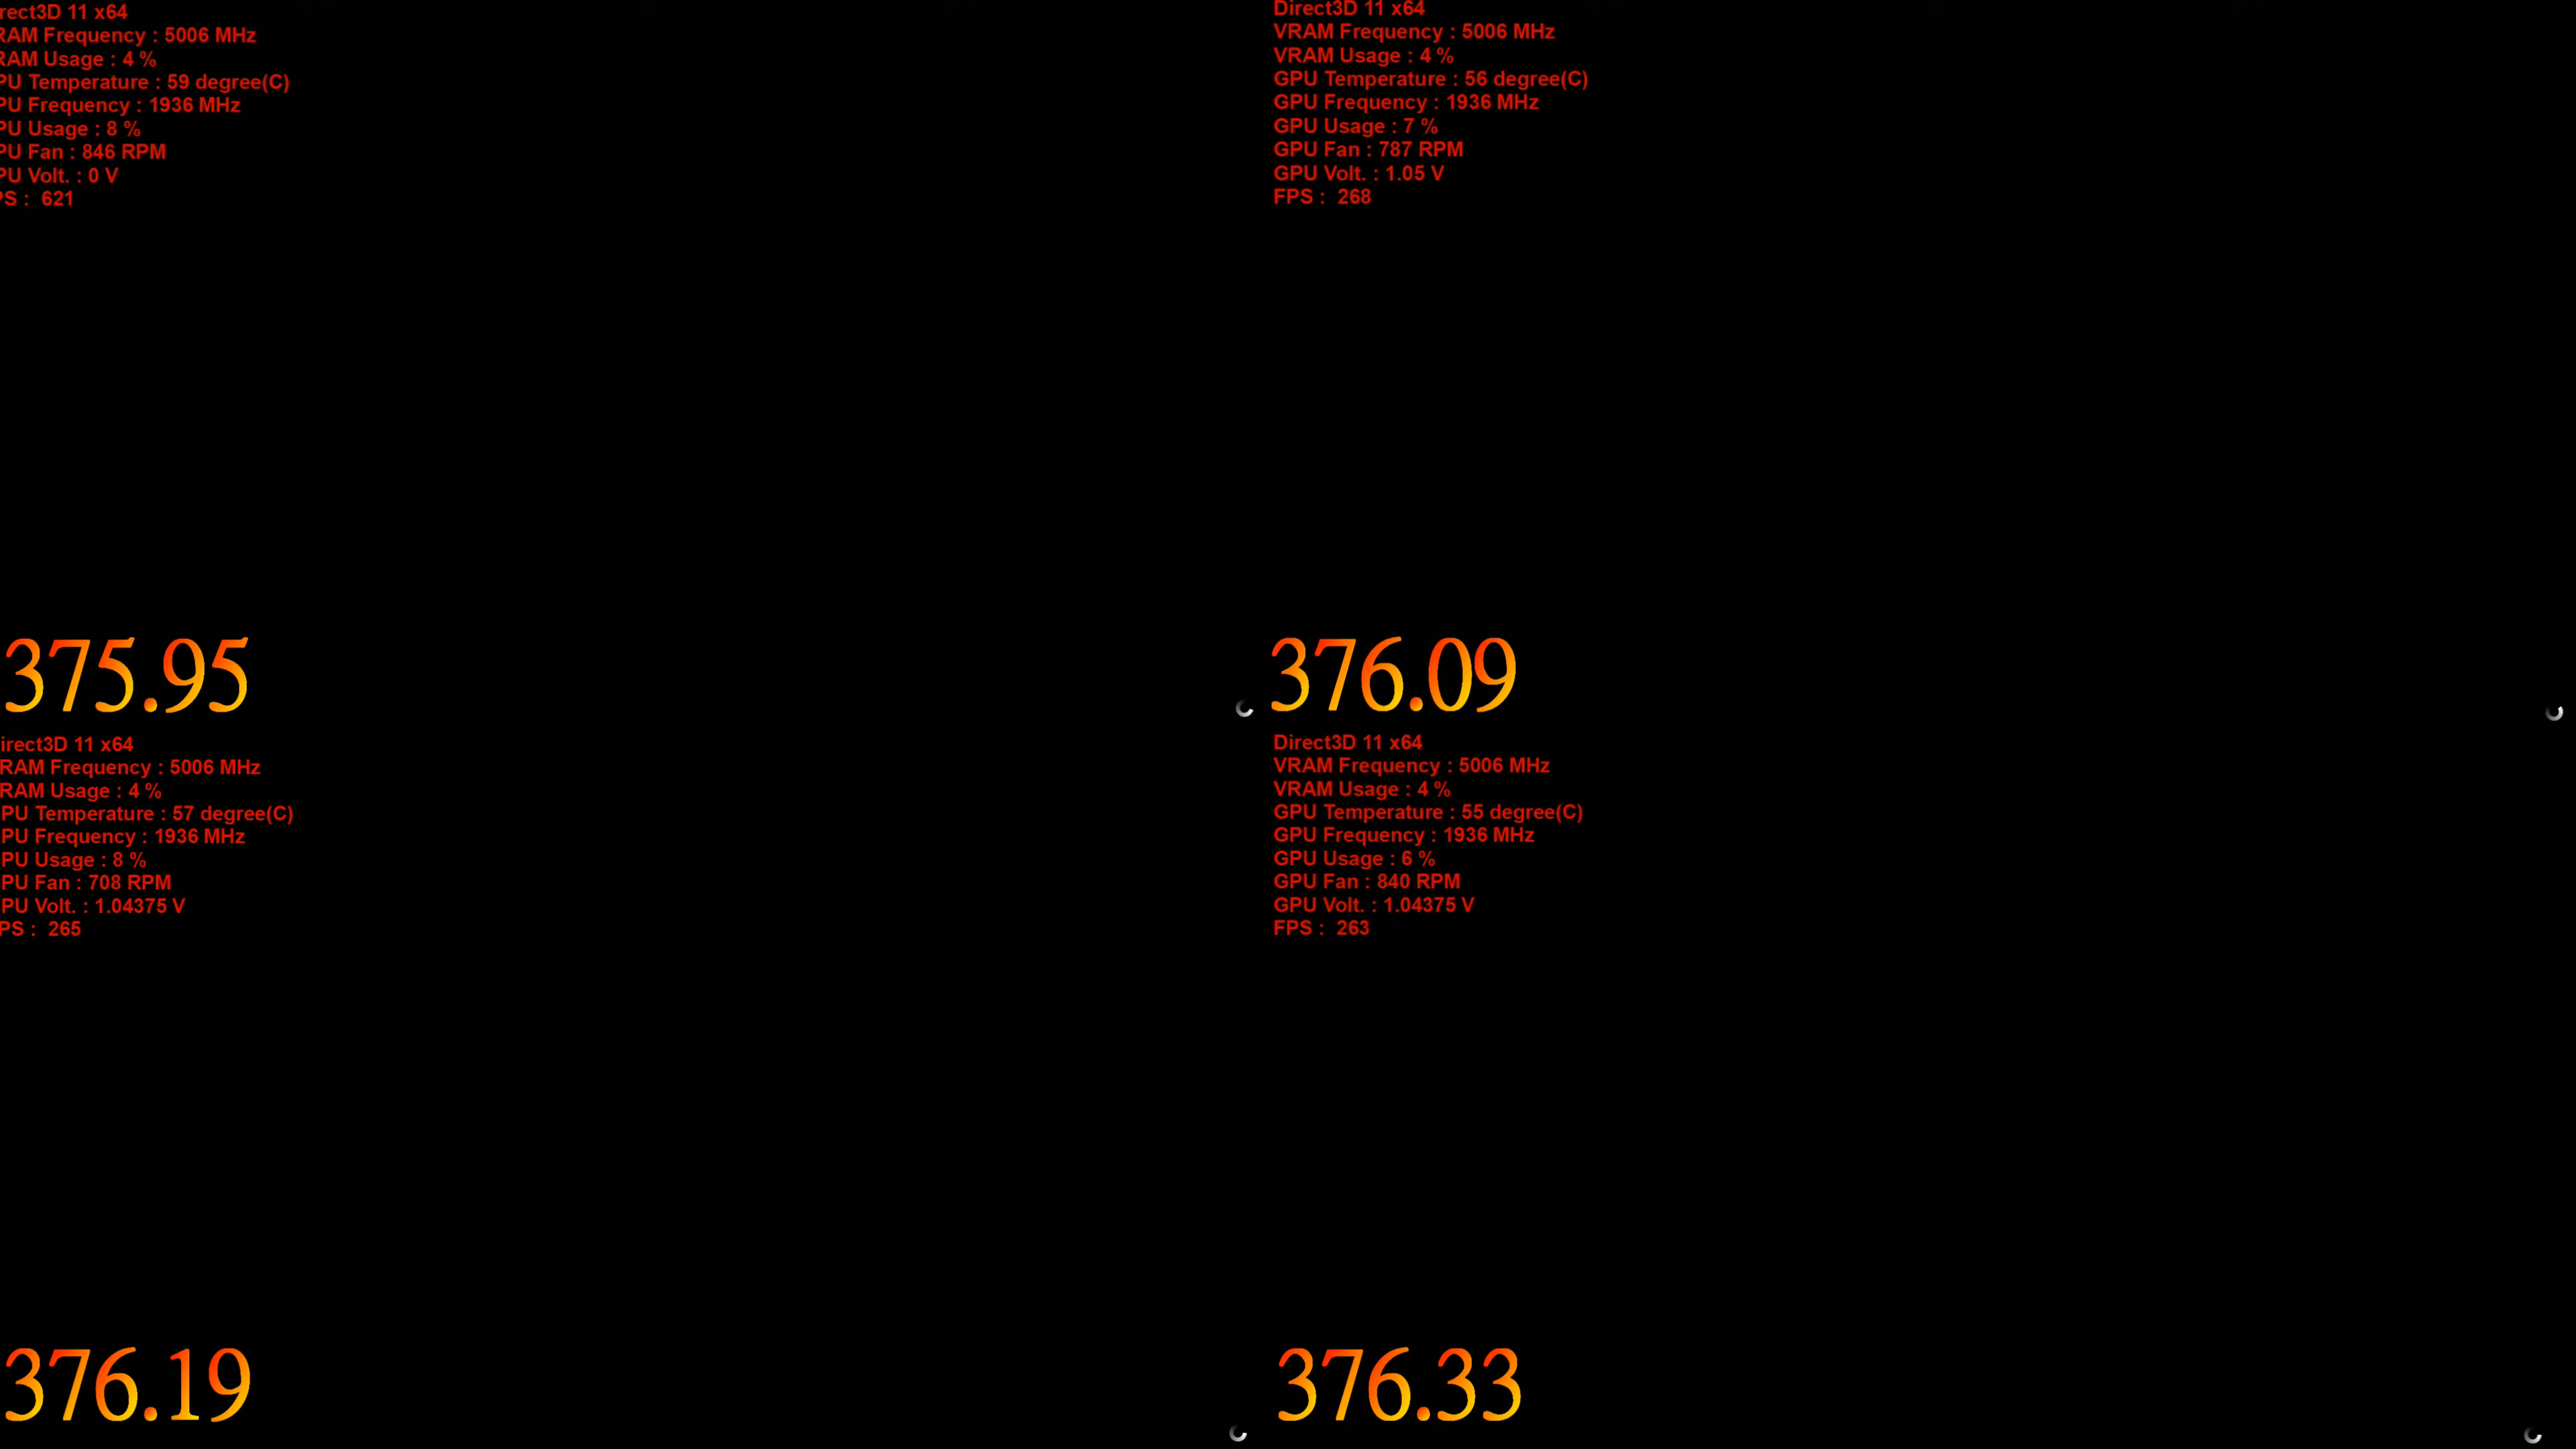 rect3D 11 x64
RAM Frequency : 5006 MHz
RAM Usage : 4 %
PU Temperature : 59 degree(C)
PU Frequency : 1936 MHz
PU Usage : 8 %
PU Fan : 846 RPM
PU Volt. : 0 V
PS : 621
375.95
Direct3D 11 x64
VRAM Frequency : 5006 MHz
VRAM Usage : 4 %
GPU Temperature : 56 degree(C)
GPU Frequency : 1936 MHz
GPU Usage : 7 %
GPU Fan : 787 RPM
GPU Volt. : 1.05 V
FPS : 268
376.09
irect3D 11 x64
RAM Frequency : 5006 MHz
RAM Usage : 4 %
PU Temperature : 57 degree(C)
PU Frequency : 1936 MHz
PU Usage : 8 %
PU Fan : 708 RPM
PU Volt. : 1.04375 V
PS : 265
376.19
Direct3D 11 x64
VRAM Frequency : 5006 MHz
VRAM Usage : 4 %
GPU Temperature : 55 degree(C)
GPU Frequency : 1936 MHz
GPU Usage : 6 %
GPU Fan : 840 RPM
GPU Volt. : 1.04375 V
FPS : 263
376.33